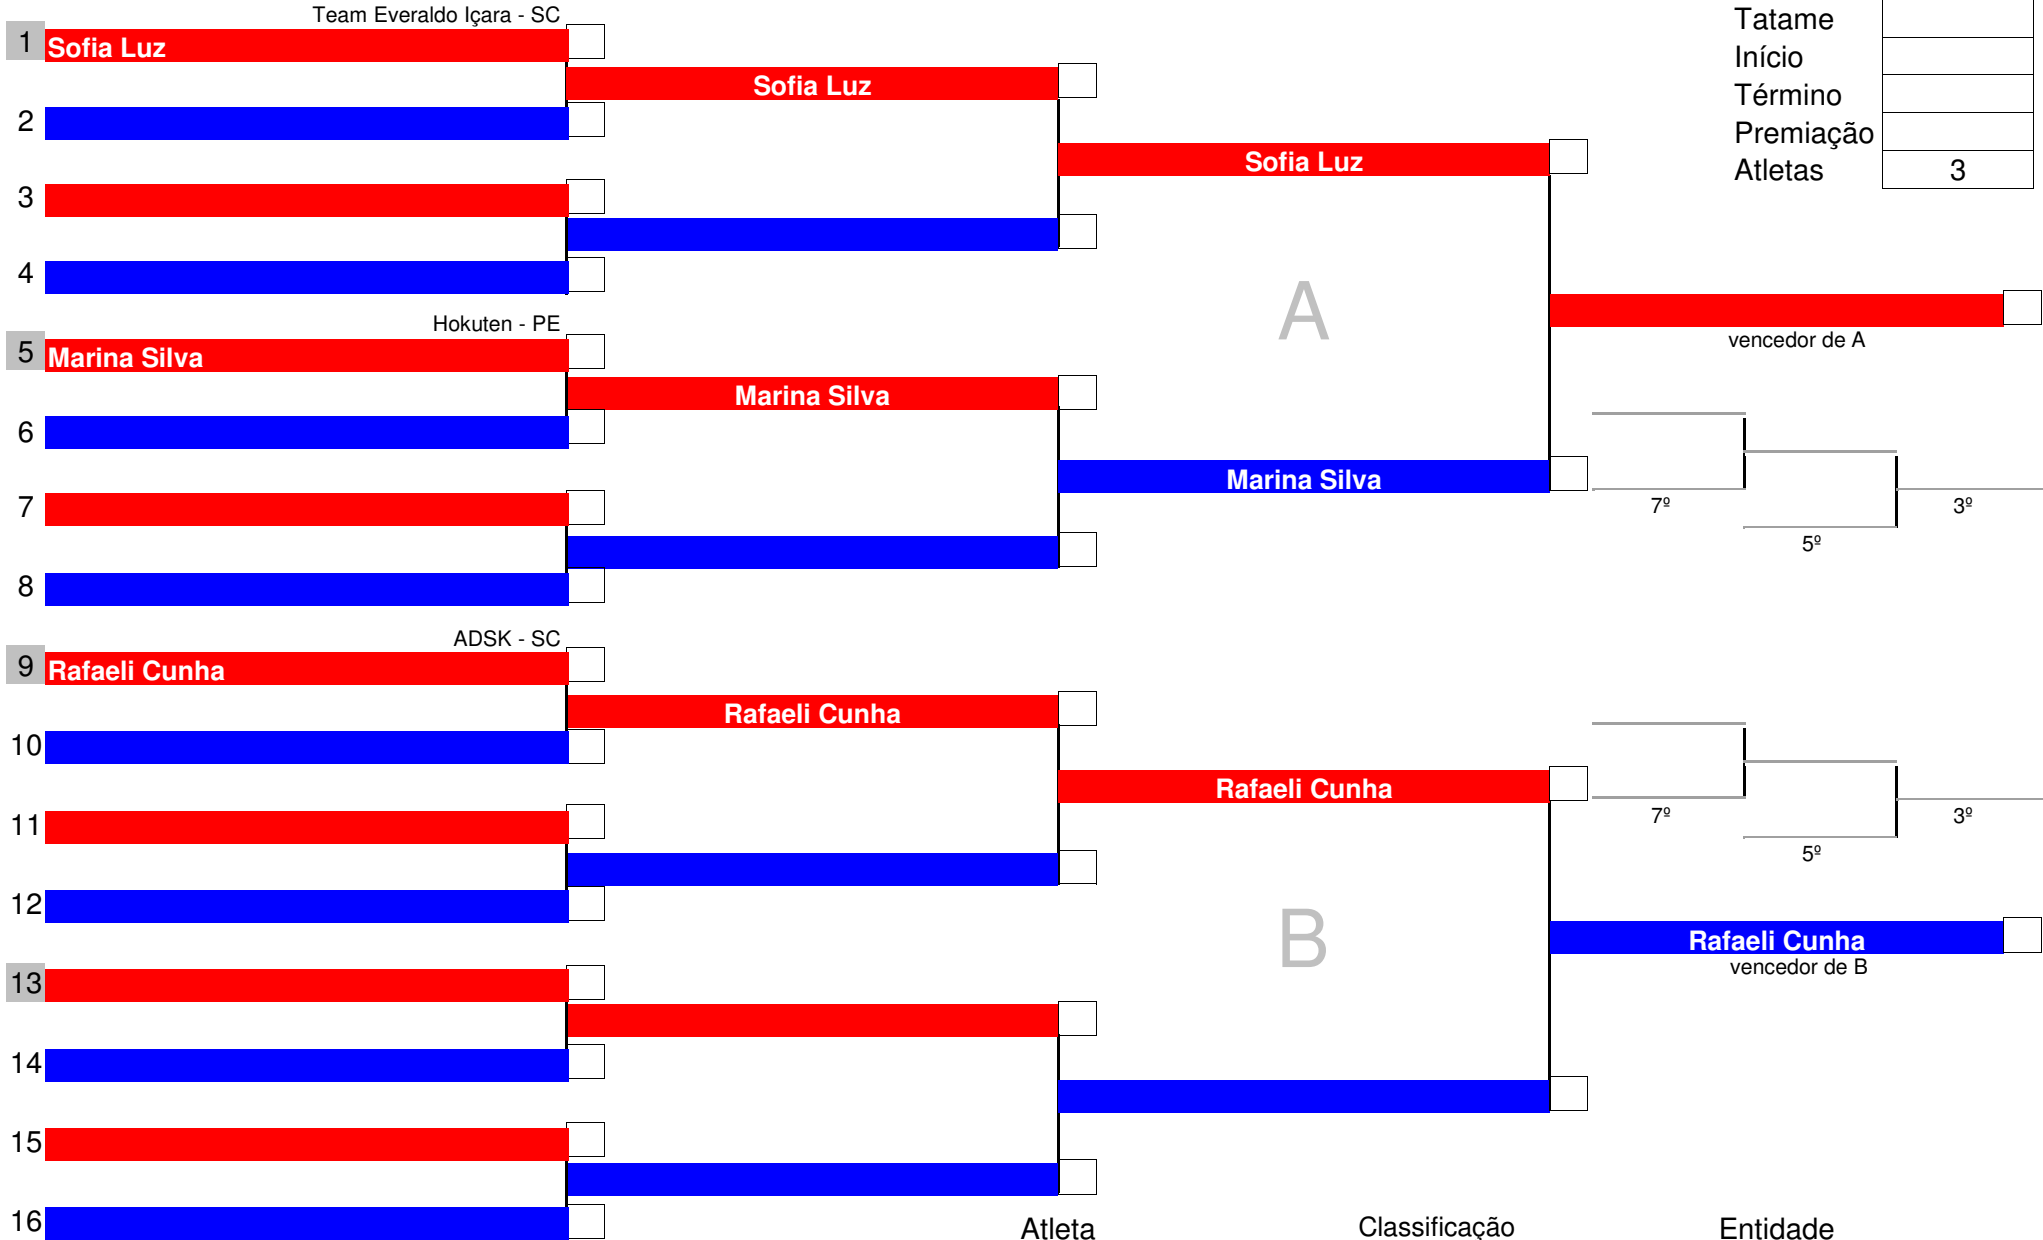 Team Everaldo Içara - SC
1 Sofia Luz
Sofia Luz
2
Sofia Luz
3
4
Tatame
Início
Término
Premiação
Atletas 3
A
vencedor de A
Hokuten - PE
5 Marina Silva
Marina Silva
6
Marina Silva
7
8
7º
3º
5º
ADSK - SC
9 Rafaeli Cunha
Rafaeli Cunha
10
Rafaeli Cunha
11
12
7º
3º
5º
B
Rafaeli Cunha
vencedor de B
13
14
15
16
Atleta Classificação Entidade